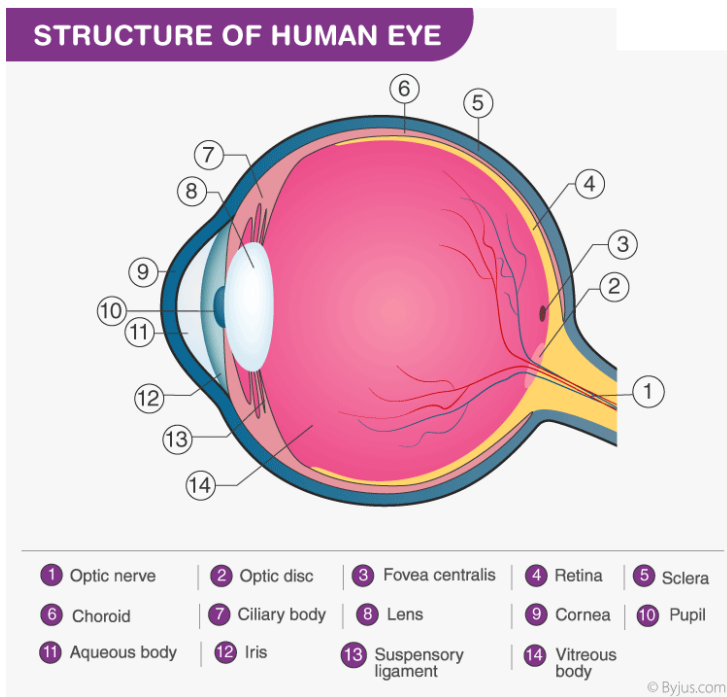 STRUCTURE OF HUMAN EYE
6
5
7
8
4
3
9
2
10
11
1
12
13
14
1 Optic nerve
2 Optic disc
3 Fovea centralis
4 Retina
5 Sclera
6 Choroid
7 Ciliary body
8 Lens
9 Cornea
10 Pupil
11 Aqueous body
12 Iris
13 Suspensory
ligament
14 Vitreous
body
© Byjus.com